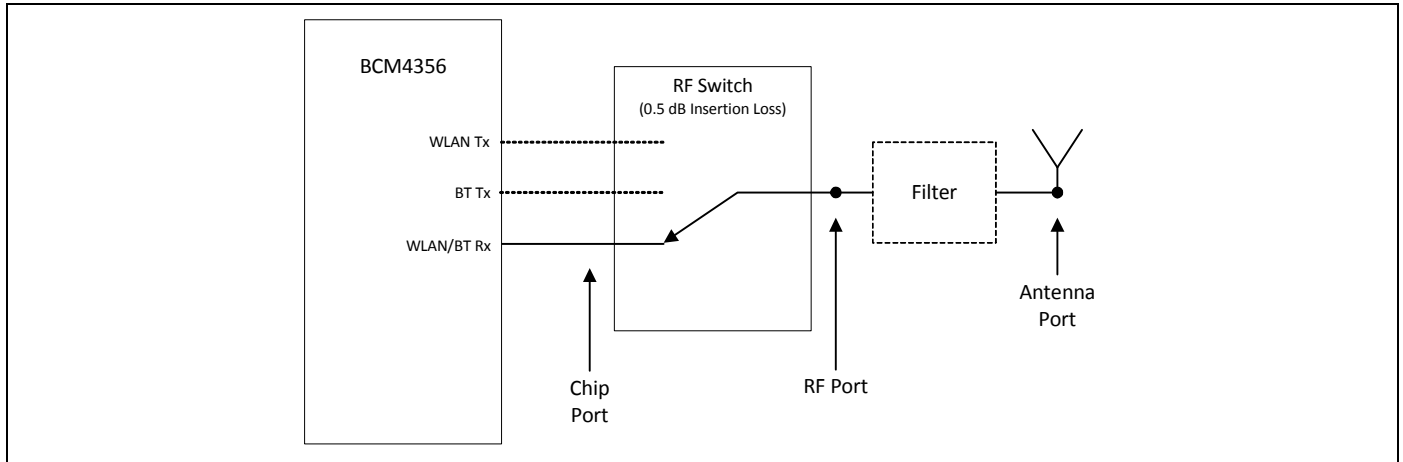 BCM4356
RF Switch
(0.5 dB Insertion Loss)
WLAN Tx
BT Tx
WLAN/BT Rx
Filter
Antenna
Port
Chip
Port
RF Port